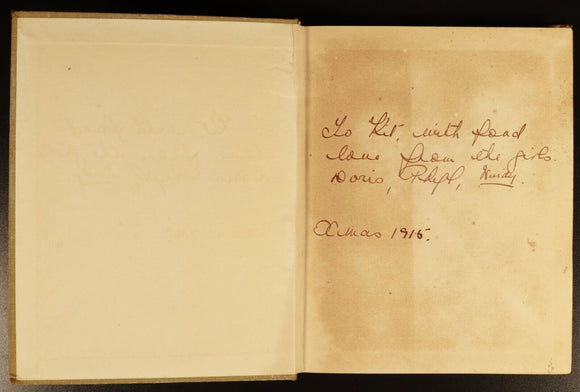 To Kit, with fond
love from the girls.
Doris,
Xmas 1915.